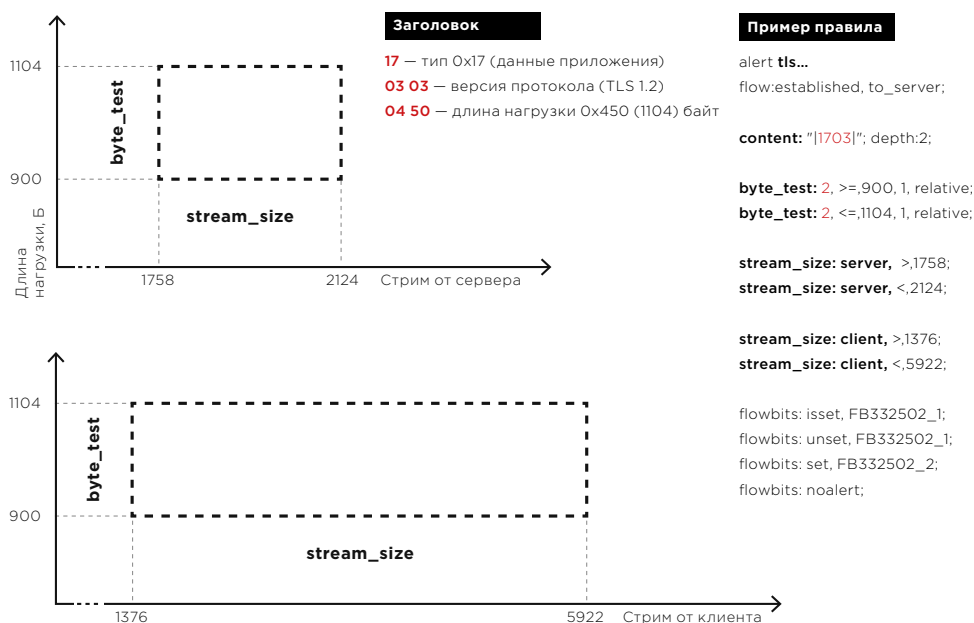 1104
byte_test
900
stream_size
Длина
нагрузки, Б
1758
2124
Стрим от сервера
Заголовок
17 — тип 0x17 (данные приложения)
03 03 — версия протокола (TLS 1.2)
04 50 — длина нагрузки 0x450 (1104) байт
1104
byte_test
900
stream_size
1376
5922
Стрим от клиента
Пример правила
alert tls...
flow:established, to_server;
content: "|1703|"; depth:2;
byte_test: 2, >=,900, 1, relative;
byte_test: 2, <=,1104, 1, relative;
stream_size: server, >,1758;
stream_size: server, <,2124;
stream_size: client, >,1376;
stream_size: client, <,5922;
flowbits: isset, FB332502_1;
flowbits: unset, FB332502_1;
flowbits: set, FB332502_2;
flowbits: noalert;